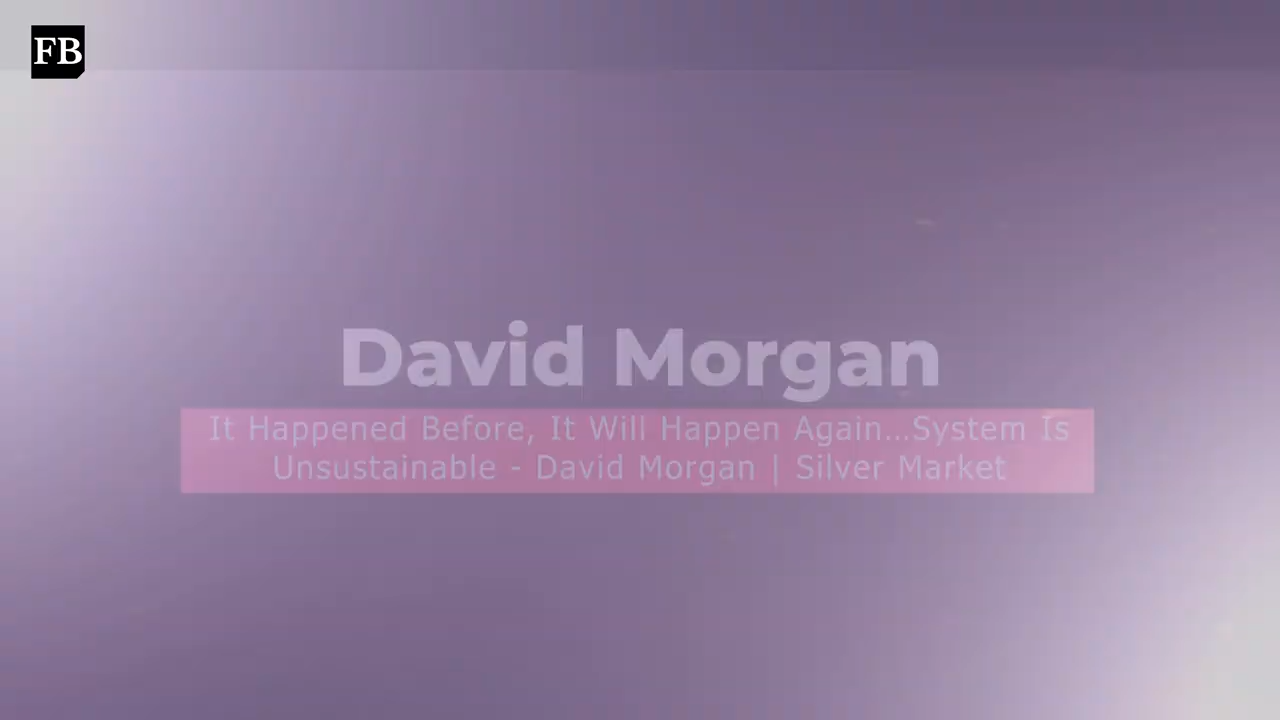 FB
David Morgan
It Happened Before, It Will Happen Again...System Is
Unsustainable - David Morgan | Silver Market